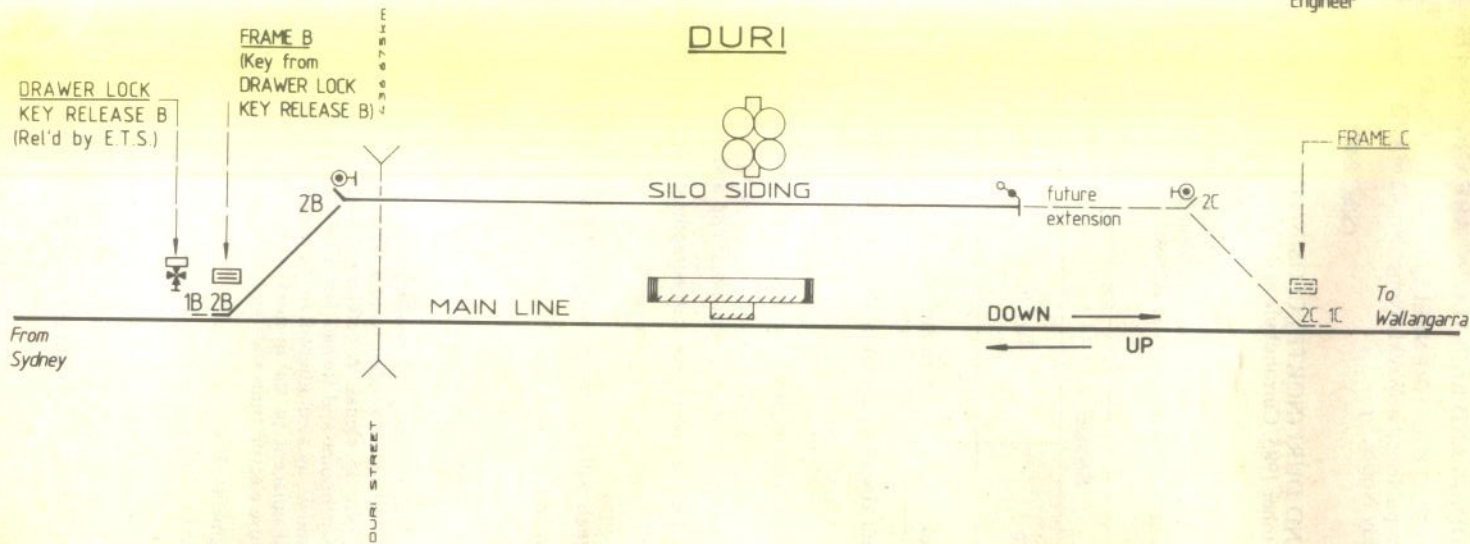 Engineer
DURI
FRAME B
(Key from
DRAWER LOCK
KEY RELEASE B)
436 675km
DRAWER LOCK
KEY RELEASE B
(Rel'd by E.T.S.)
FRAME C
2B
SILO SIDING
future
extension
2C
1B 2B
MAIN LINE
DOWN
UP
2C 1C
To
Wallangarra
From
Sydney
DURI STREET